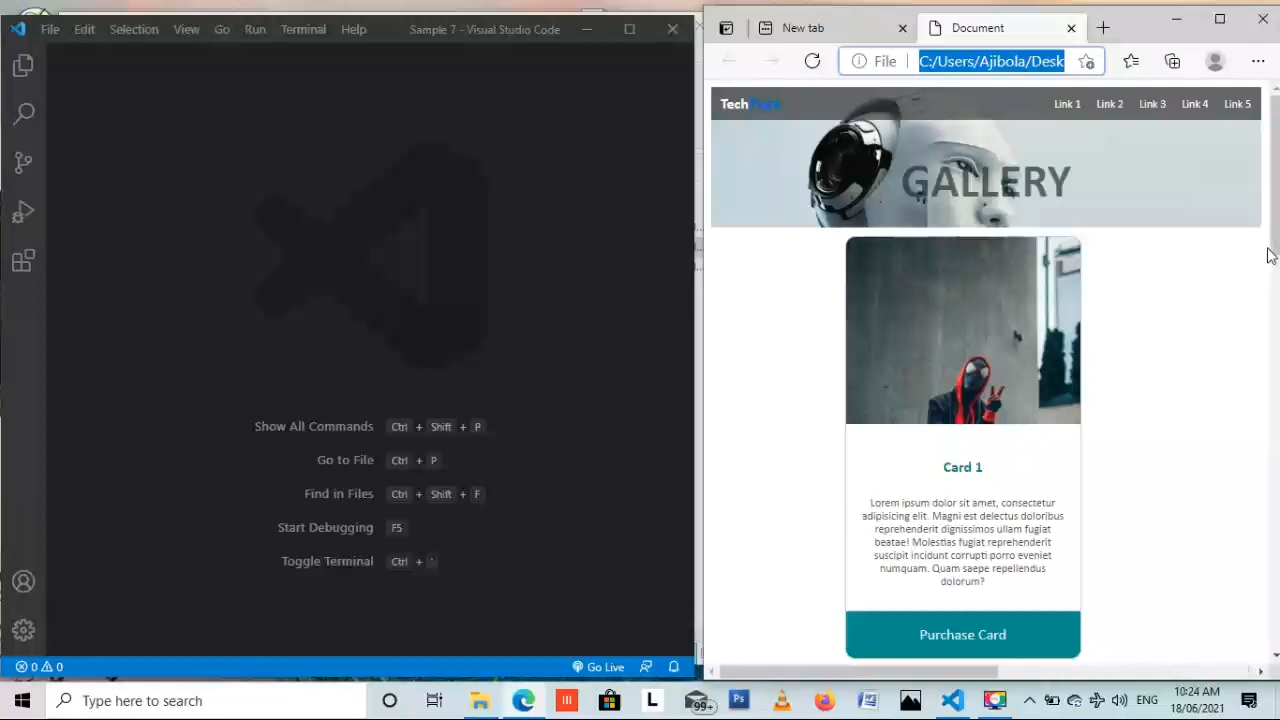 File Edit Selection View Go Run Terminal Help Sample 7 - Visual Studio Code
Show All Commands Ctrl + Shift + P
Go to File Ctrl + P
Find in Files Ctrl + Shift + F
Start Debugging F5
Toggle Terminal Ctrl + `
0 0 Go Live
New tab Document
File C:/Users/Ajibola/Desk
Tech Link 1 Link 2 Link 3 Link 4 Link 5
GALLERY
Card 1
Lorem ipsum dolor sit amet, consectetur
adipisicing elit. Magni est delectus doloribus
reprehenderit dignissimos ullam fugiat
beatae! Molestias fugiat reprehenderit
suscipit incidunt corrupti porro eveniet
numquam. Quam saepe repellendus
dolorum?
Purchase Card
Type here to search L 99+ Ps ENG 10:24 AM
18/06/2021